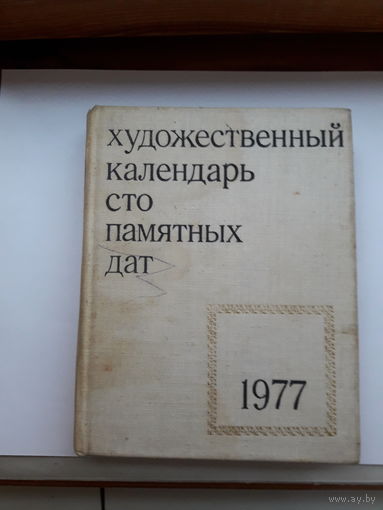 художественный
календарь
сто
памятных
дат
1977
www.ay.by